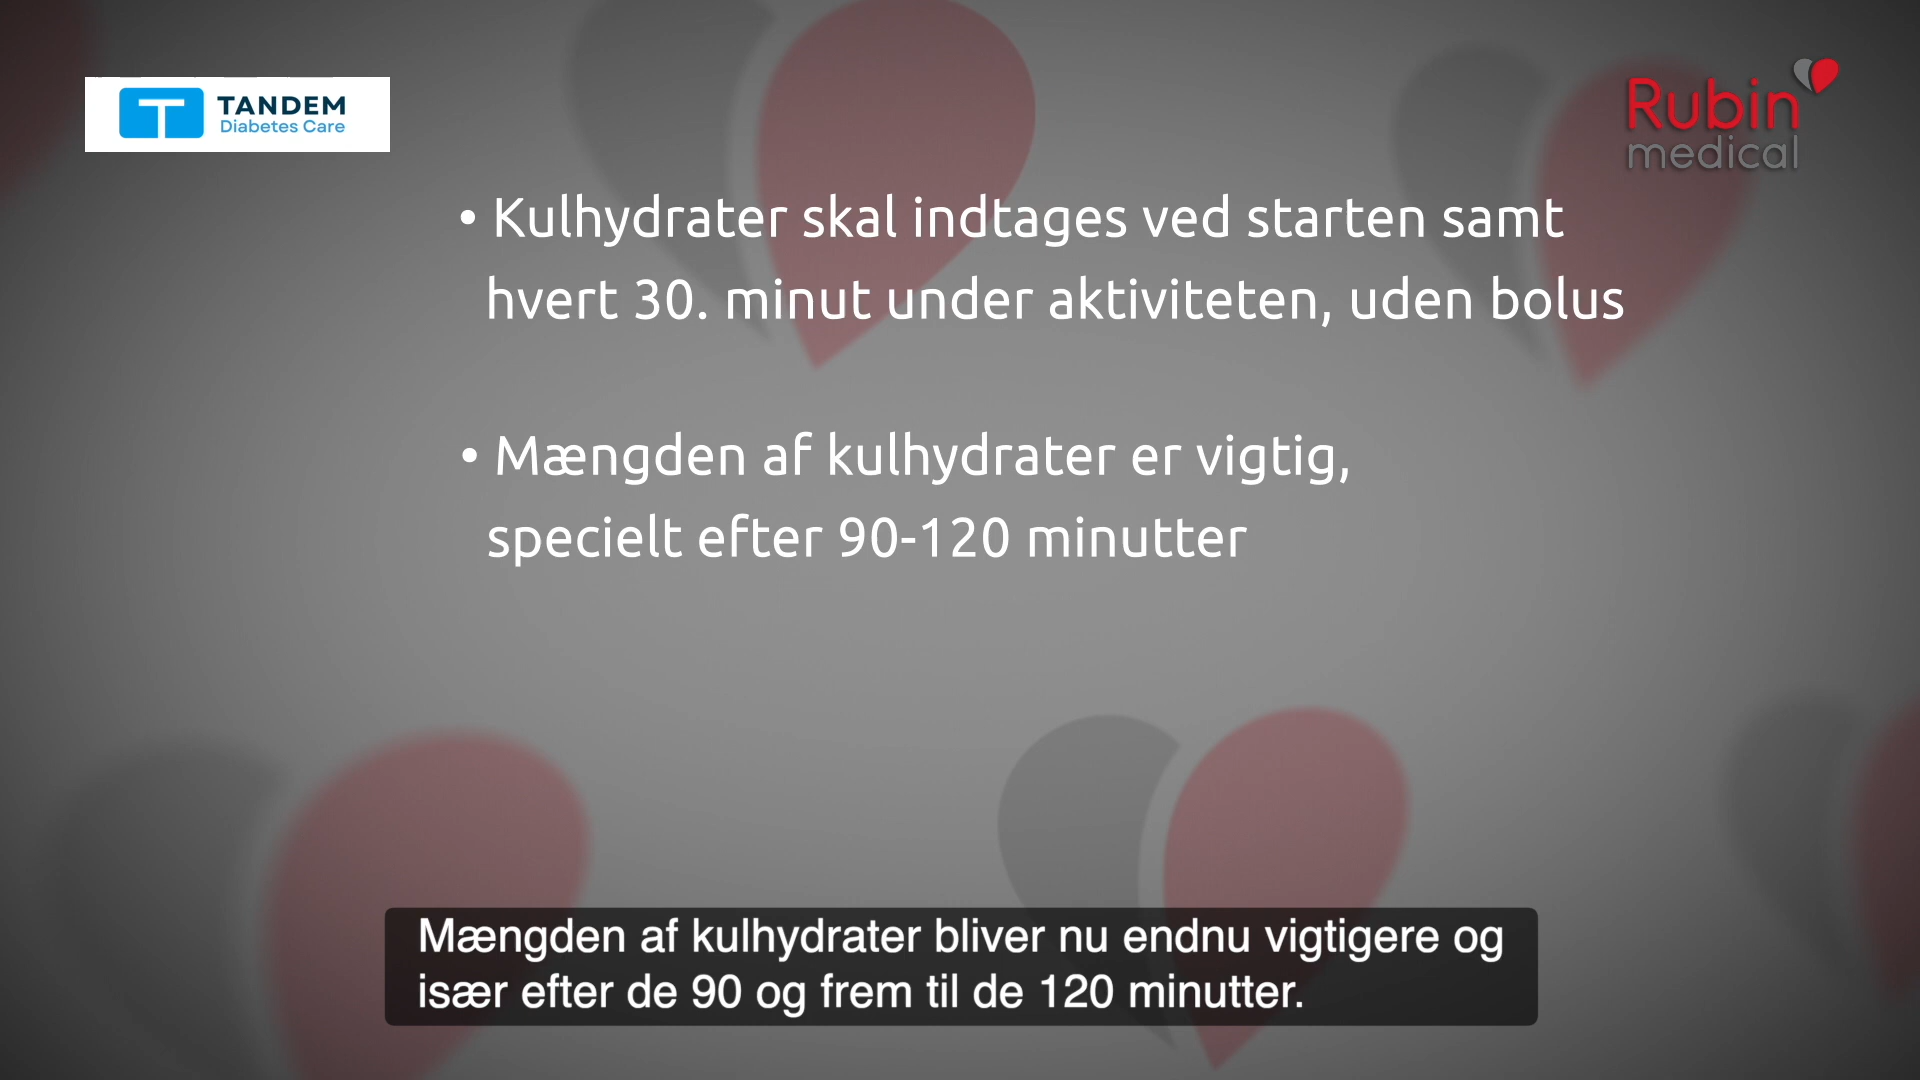 TANDEM
Diabetes Care
Rubin
medical
• Kulhydrater skal indtages ved starten samt
hvert 30. minut under aktiviteten, uden bolus
• Mængden af kulhydrater er vigtig,
specielt efter 90-120 minutter
Mængden af kulhydrater bliver nu endnu vigtigere og
især efter de 90 og frem til de 120 minutter.